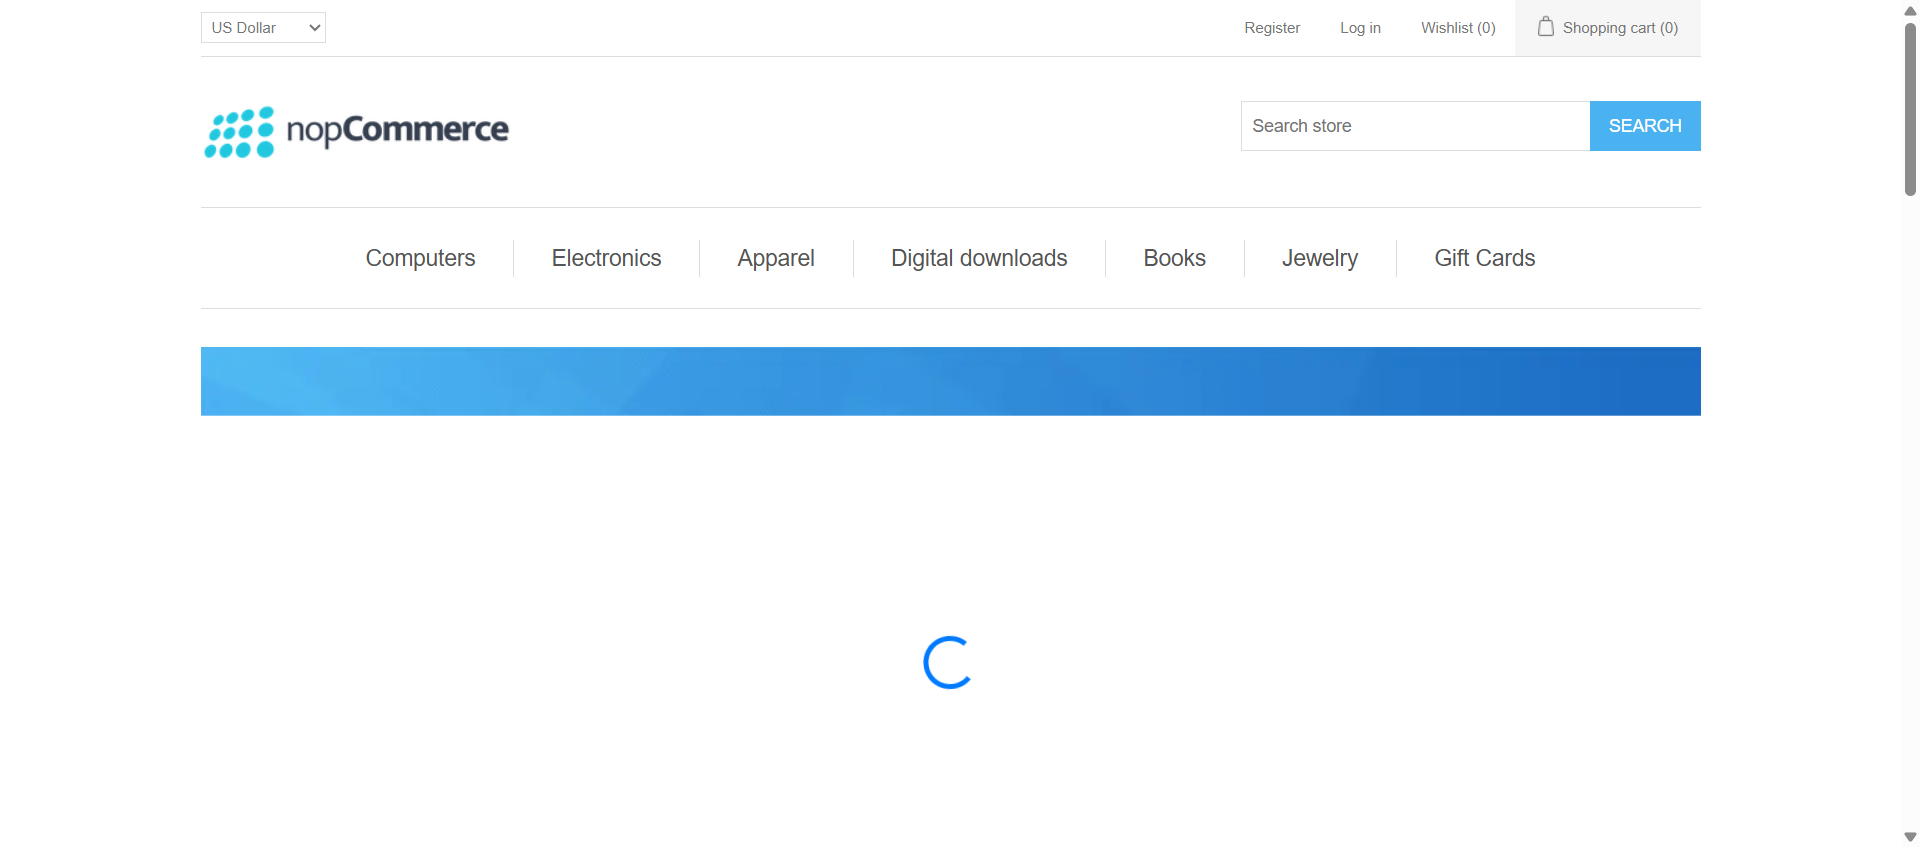 US Dollar
Register
Log in
Wishlist (0)
Shopping cart (0)
nopCommerce
Search store
SEARCH
Computers
Electronics
Apparel
Digital downloads
Books
Jewelry
Gift Cards